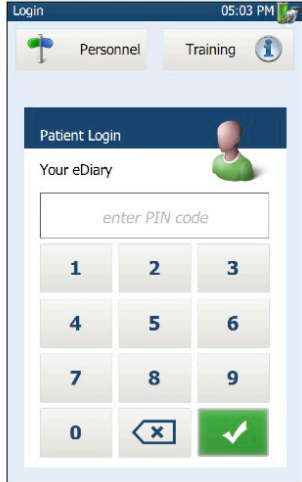 Login 05:03 PM
Personnel Training
Patient Login
Your eDiary
enter PIN code
1 2 3
4 5 6
7 8 9
0